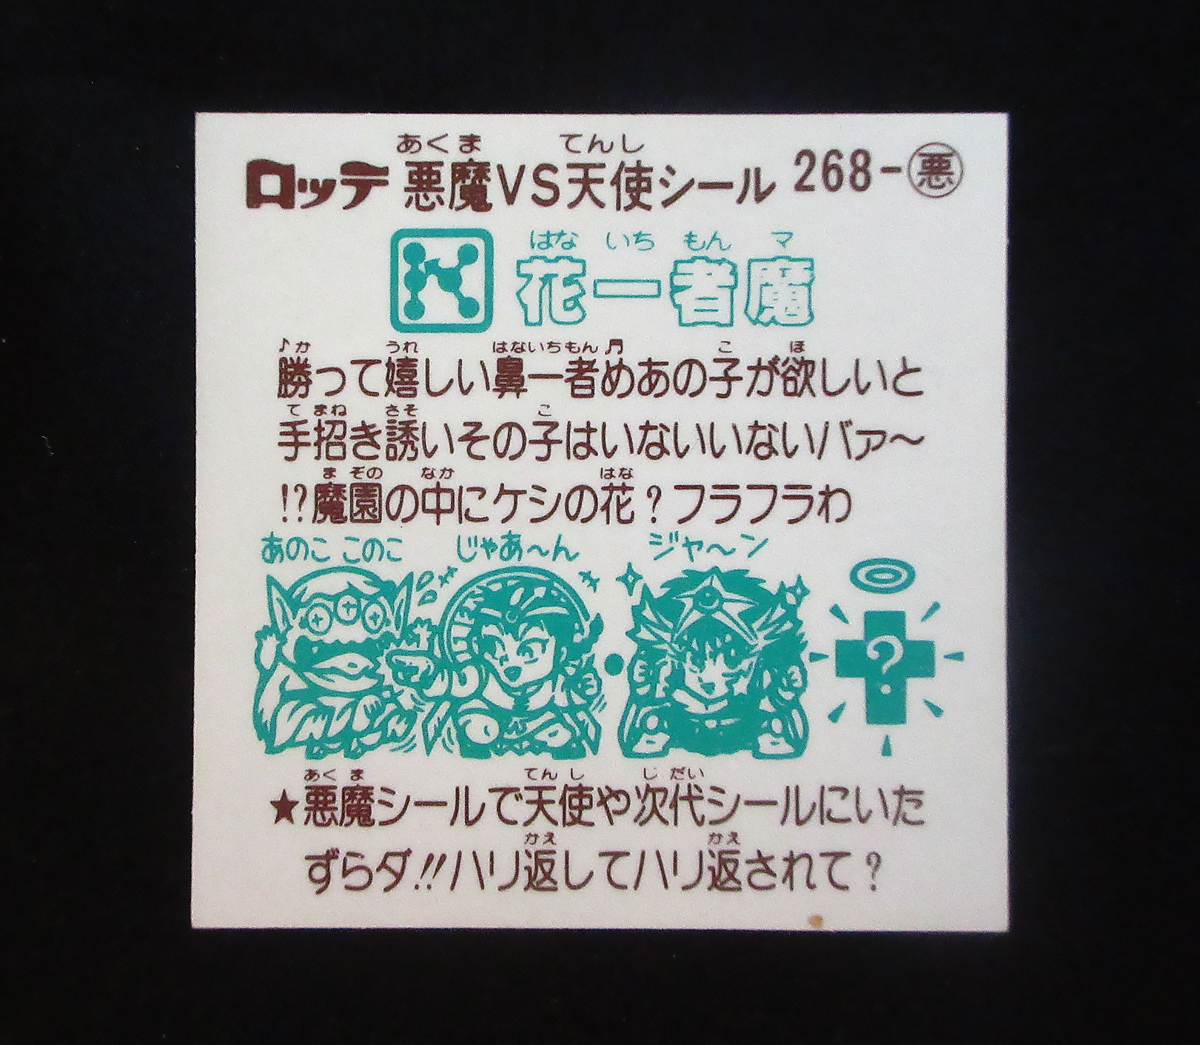 あくま てんし
ロッテ 悪魔VS天使シール 268-悪
はな いち もん マ
花一者魔
♪か うれ はないちもん♬ こ ほ
勝って嬉しい鼻一者めあの子が欲しいと
て まね さそ こ
手招き誘いその子はいないいないバァ〜
ま ぞの なか はな
!?魔園の中にケシの花?フラフラわ
あのこ このこ じゃあ〜ん ジャ〜ン
?
あく ま てん し じ だい
★悪魔シールで天使や次代シールにいた
かえ かえ
ずらダ!!ハリ返してハリ返されて?